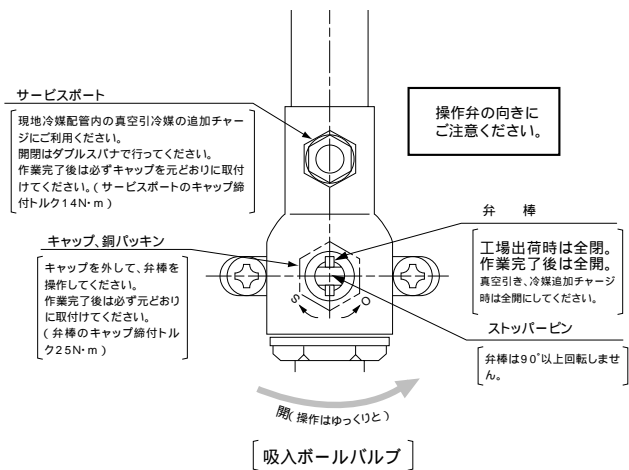 サービスポート
現地冷媒配管内の真空引冷媒の追加チャー
ジにご利用ください。
開閉はダブルスパナで行ってください。
作業完了後は必ずキャップを元どおりに取付
けてください。(サービスポートのキャップ締
付トルク14N・m)
操作弁の向きに
ご注意ください。
キャップ、銅パッキン
キャップを外して、弁棒を
操作してください。
作業完了後は必ず元どおり
に取付けてください。
(弁棒のキャップ締付トル
ク25N・m)
弁 棒
工場出荷時は全閉。
作業完了後は全開。
真空引き、冷媒追加チャージ
時は全開にしてください。
ストッパーピン
弁棒は90°以上回転しませ
ん。
S O
開(操作はゆっくりと)
吸入ボールバルブ